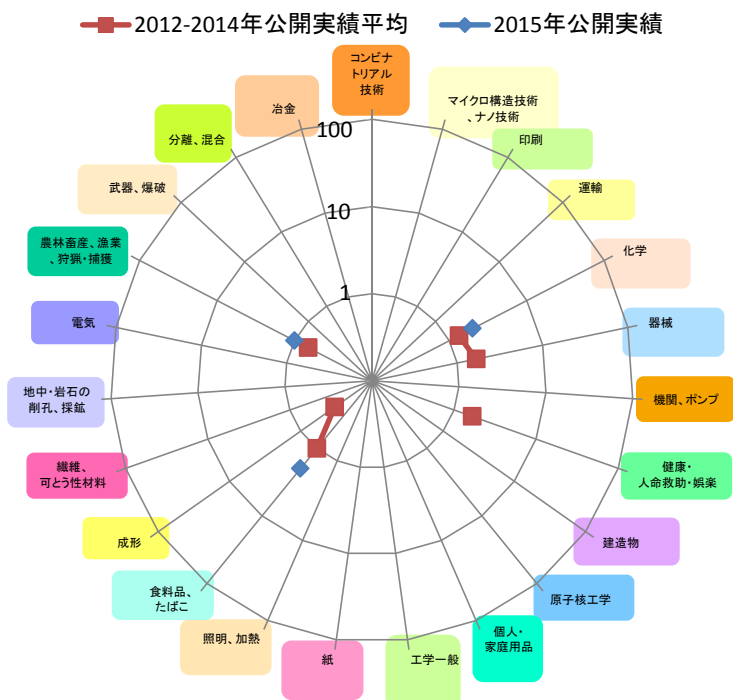 2012-2014年公開実績平均
2015年公開実績
コンビナ
トリアル
技術
マイクロ構造技術
、ナノ技術
印刷
運輸
化学
器械
機関、ポンプ
健康・
人命救助・娯楽
建造物
原子核工学
個人・
家庭用品
工学一般
紙
照明、加熱
食料品、
たばこ
成形
繊維、
可とう性材料
地中・岩石の
削孔、採鉱
電気
農林畜産、漁業
、狩猟・捕獲
武器、爆破
分離、混合
冶金
100
10
1